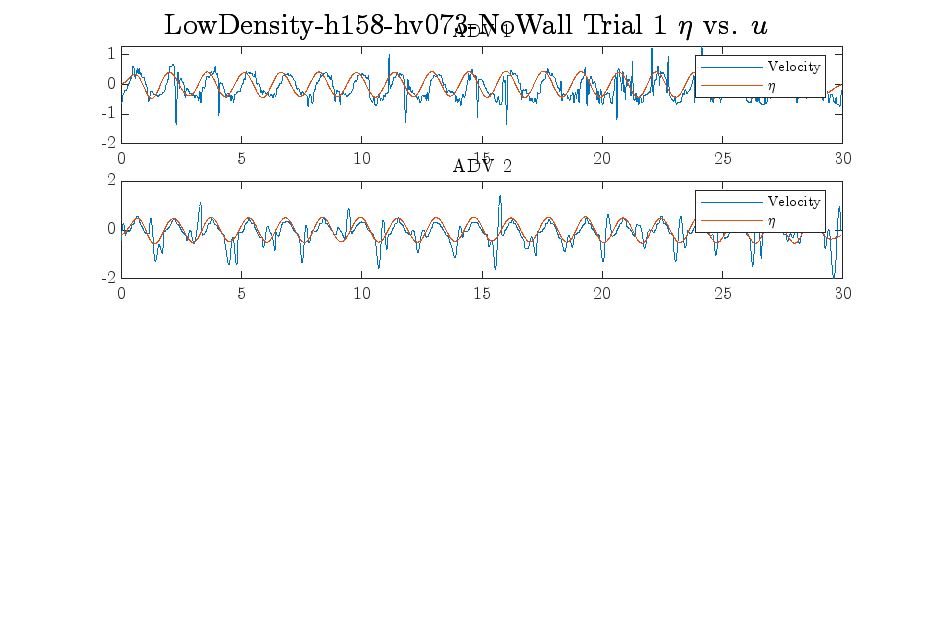 LowDensity-h158-hv073-NoWall Trial 1 η vs. u
ADV 1
1
0
-1
-2
Velocity
η
0 5 10 15 20 25 30
ADV 2
2
0
-2
Velocity
η
0 5 10 15 20 25 30